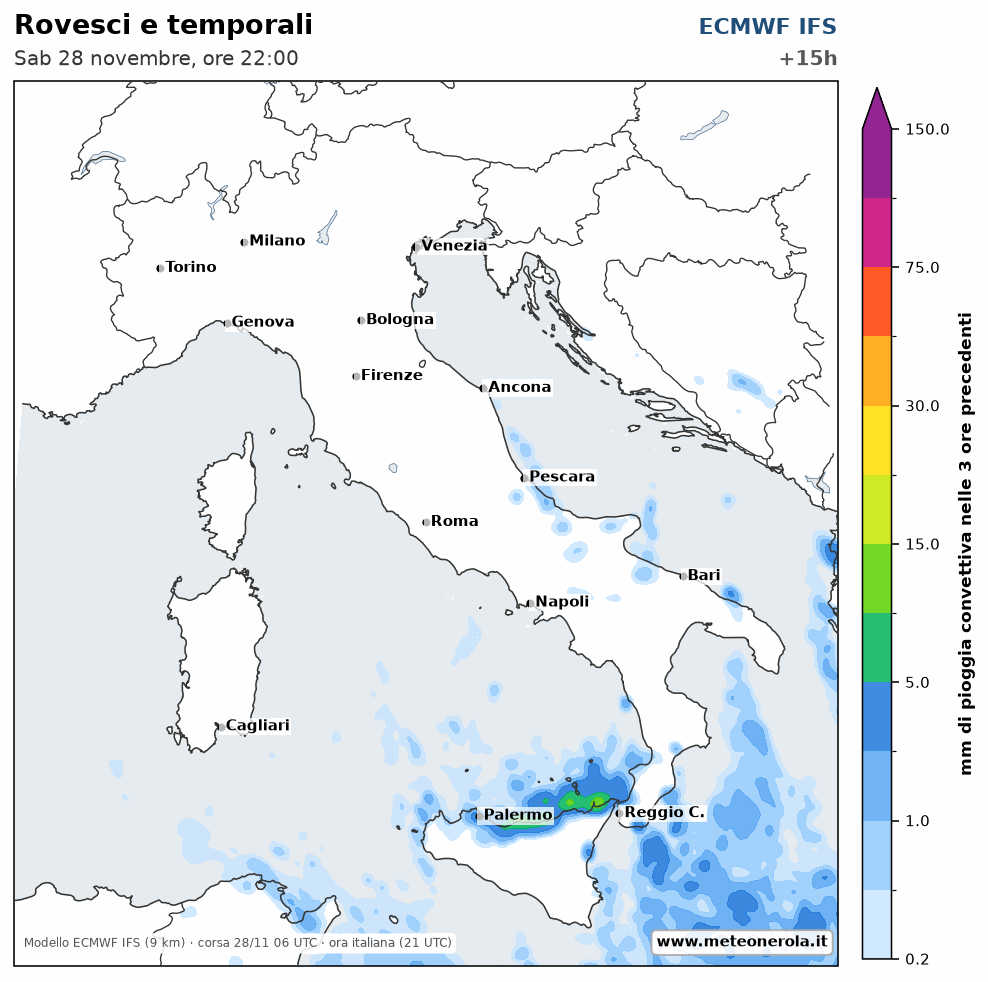 Rovesci e temporali
ECMWF IFS
Sab 28 novembre, ore 22:00
+15h
150.0
75.0
30.0
15.0
5.0
1.0
0.2
mm di pioggia convettiva nelle 3 ore precedenti
Milano
Venezia
Torino
Genova
Bologna
Firenze
Ancona
Pescara
Roma
Bari
Napoli
Cagliari
Palermo
Reggio C.
Modello ECMWF IFS (9 km) · corsa 28/11 06 UTC · ora italiana (21 UTC)
www.meteonerola.it